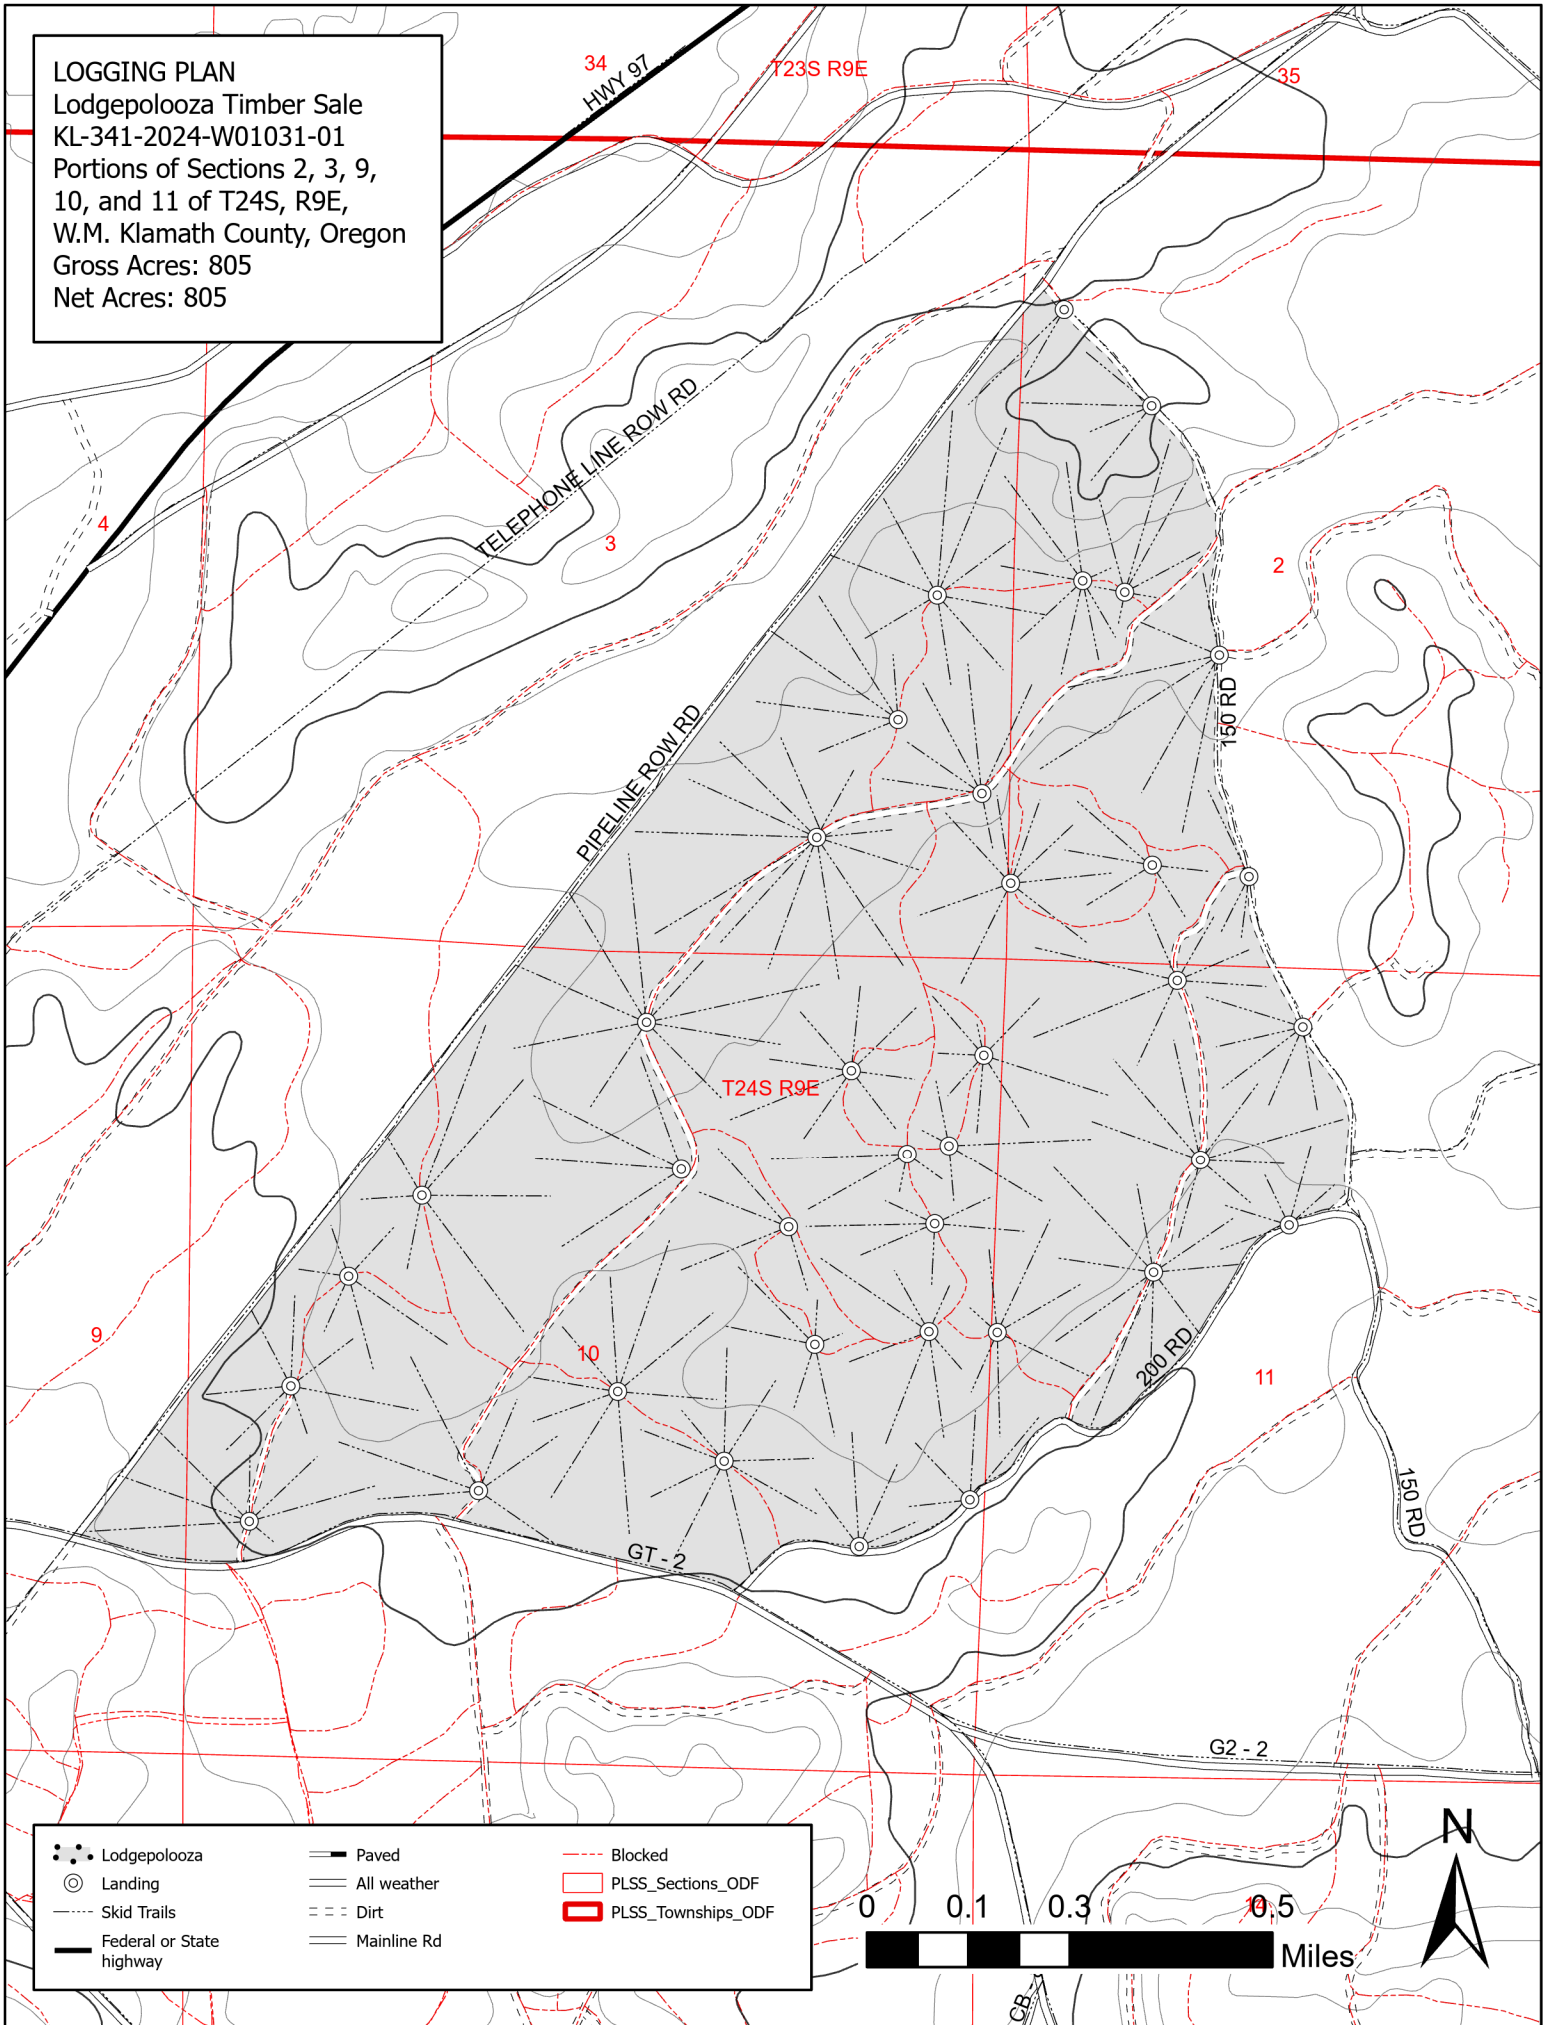 LOGGING PLAN
Lodgepolooza Timber Sale
KL-341-2024-W01031-01
Portions of Sections 2, 3, 9,
10, and 11 of T24S, R9E,
W.M. Klamath County, Oregon
Gross Acres: 805
Net Acres: 805
34
HWY 97
T23S R9E
35
TELEPHONE LINE ROW RD
4
3
2
PIPELINE ROW RD
150 RD
T24S R9E
9
10
200 RD
11
150 RD
GT - 2
G2 - 2
14
CB
N
0 0.1 0.3 0.5
Miles
Lodgepolooza
Landing
Skid Trails
Federal or State
highway
Paved
All weather
Dirt
Mainline Rd
Blocked
PLSS_Sections_ODF
PLSS_Townships_ODF